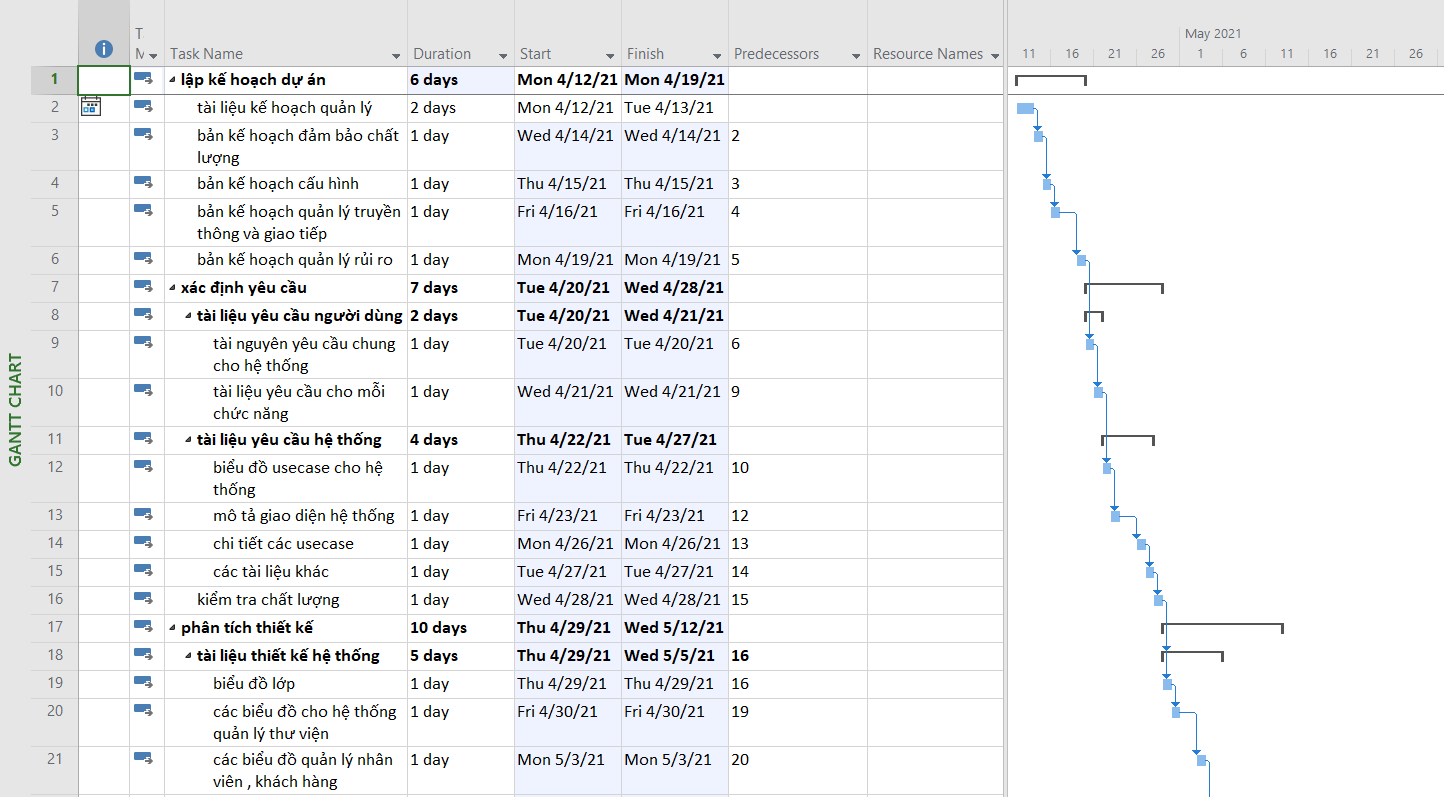 GANTT CHART
T
M Task Name Duration Start Finish Predecessors Resource Names
May 2021
11 16 21 26 1 6 11 16 21 26
1 lập kế hoạch dự án 6 days Mon 4/12/21 Mon 4/19/21
2 tài liệu kế hoạch quản lý 2 days Mon 4/12/21 Tue 4/13/21
3 bản kế hoạch đảm bảo chất 1 day Wed 4/14/21 Wed 4/14/21 2
lượng
4 bản kế hoạch cấu hình 1 day Thu 4/15/21 Thu 4/15/21 3
5 bản kế hoạch quản lý truyền 1 day Fri 4/16/21 Fri 4/16/21 4
thông và giao tiếp
6 bản kế hoạch quản lý rủi ro 1 day Mon 4/19/21 Mon 4/19/21 5
7 xác định yêu cầu 7 days Tue 4/20/21 Wed 4/28/21
8 tài liệu yêu cầu người dùng 2 days Tue 4/20/21 Wed 4/21/21
9 tài nguyên yêu cầu chung 1 day Tue 4/20/21 Tue 4/20/21 6
cho hệ thống
10 tài liệu yêu cầu cho mỗi 1 day Wed 4/21/21 Wed 4/21/21 9
chức năng
11 tài liệu yêu cầu hệ thống 4 days Thu 4/22/21 Tue 4/27/21
12 biểu đồ usecase cho hệ 1 day Thu 4/22/21 Thu 4/22/21 10
thống
13 mô tả giao diện hệ thống 1 day Fri 4/23/21 Fri 4/23/21 12
14 chi tiết các usecase 1 day Mon 4/26/21 Mon 4/26/21 13
15 các tài liệu khác 1 day Tue 4/27/21 Tue 4/27/21 14
16 kiểm tra chất lượng 1 day Wed 4/28/21 Wed 4/28/21 15
17 phân tích thiết kế 10 days Thu 4/29/21 Wed 5/12/21
18 tài liệu thiết kế hệ thống 5 days Thu 4/29/21 Wed 5/5/21 16
19 biểu đồ lớp 1 day Thu 4/29/21 Thu 4/29/21 16
20 các biểu đồ cho hệ thống 1 day Fri 4/30/21 Fri 4/30/21 19
quản lý thư viện
21 các biểu đồ quản lý nhân 1 day Mon 5/3/21 Mon 5/3/21 20
viên , khách hàng